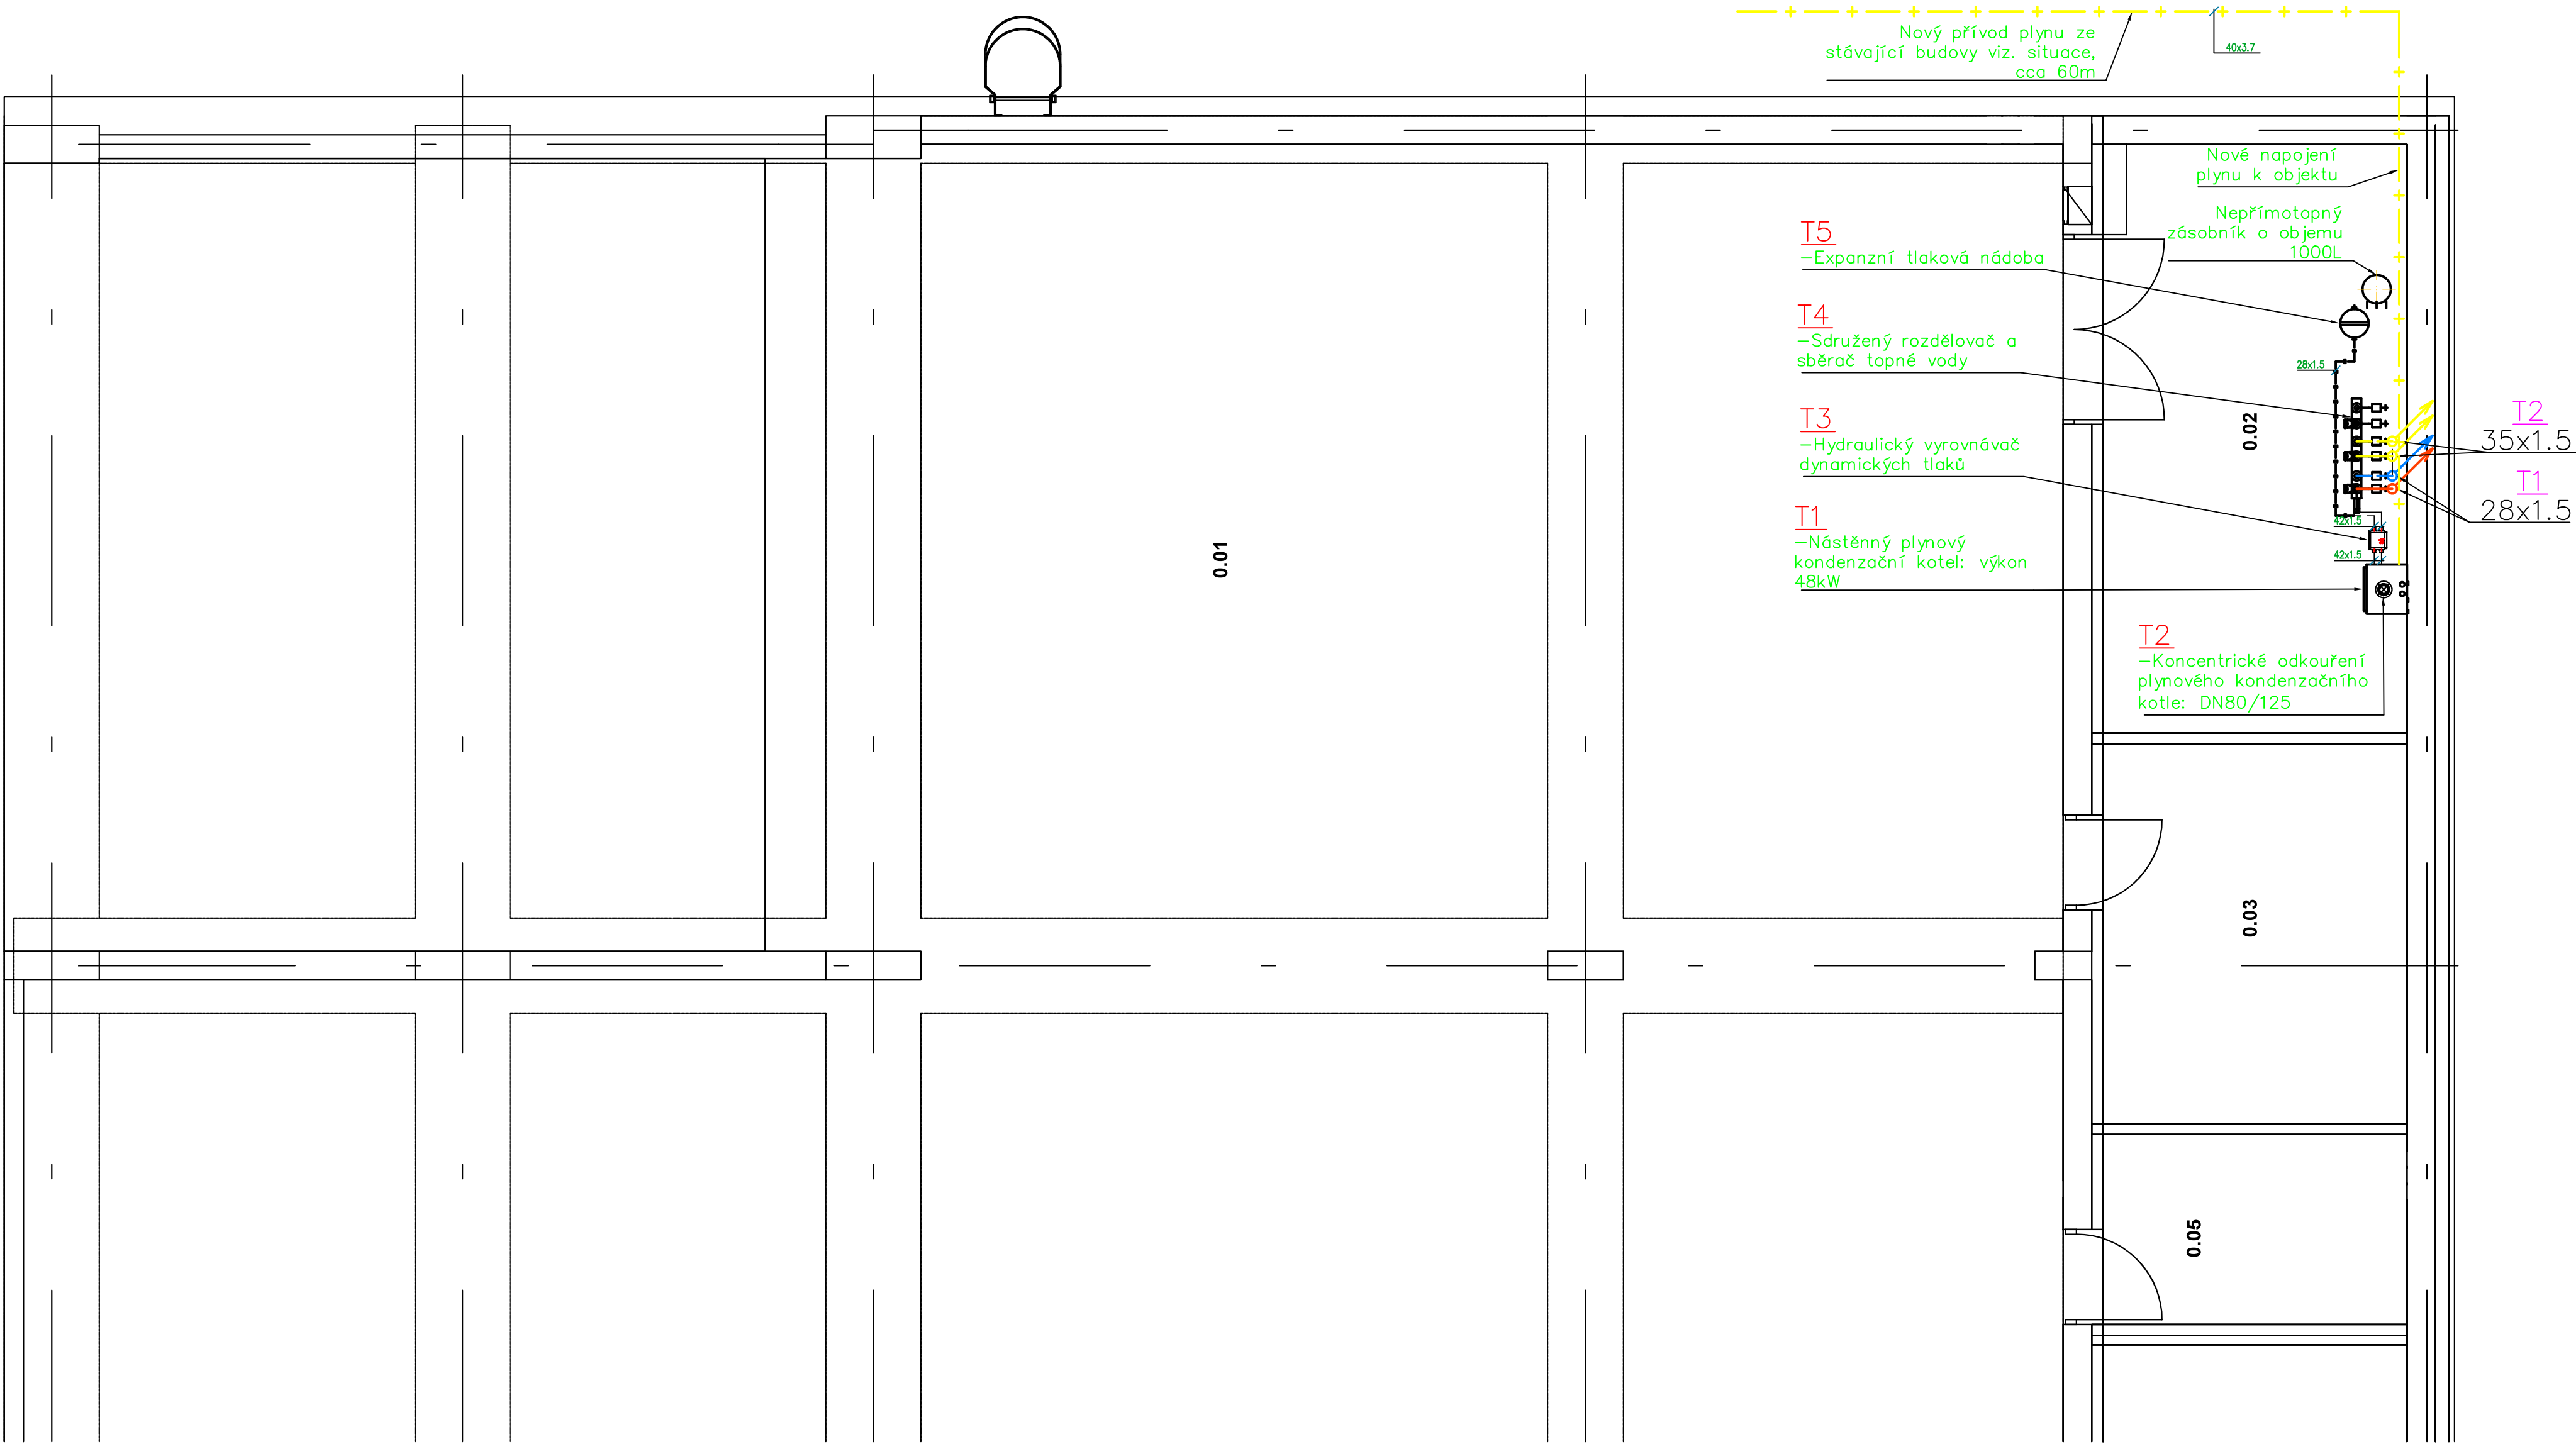 Nový přívod plynu ze
stávající budovy viz. situace,
cca 60m
40x3.7
Nové napojení
plynu k objektu
Nepřímotopný
zásobník o objemu
1000L
T5
-Expanzní tlaková nádoba
T4
-Sdružený rozdělovač a
sběrač topné vody
28x1.5
T3
-Hydraulický vyrovnávač
dynamických tlaků
0.02
T2
35x1.5
T1
28x1.5
T1
-Nástěnný plynový
kondenzační kotel: výkon
48kW
42x1.5
42x1.5
0.01
T2
-Koncentrické odkouření
plynového kondenzačního
kotle: DN80/125
0.03
0.05